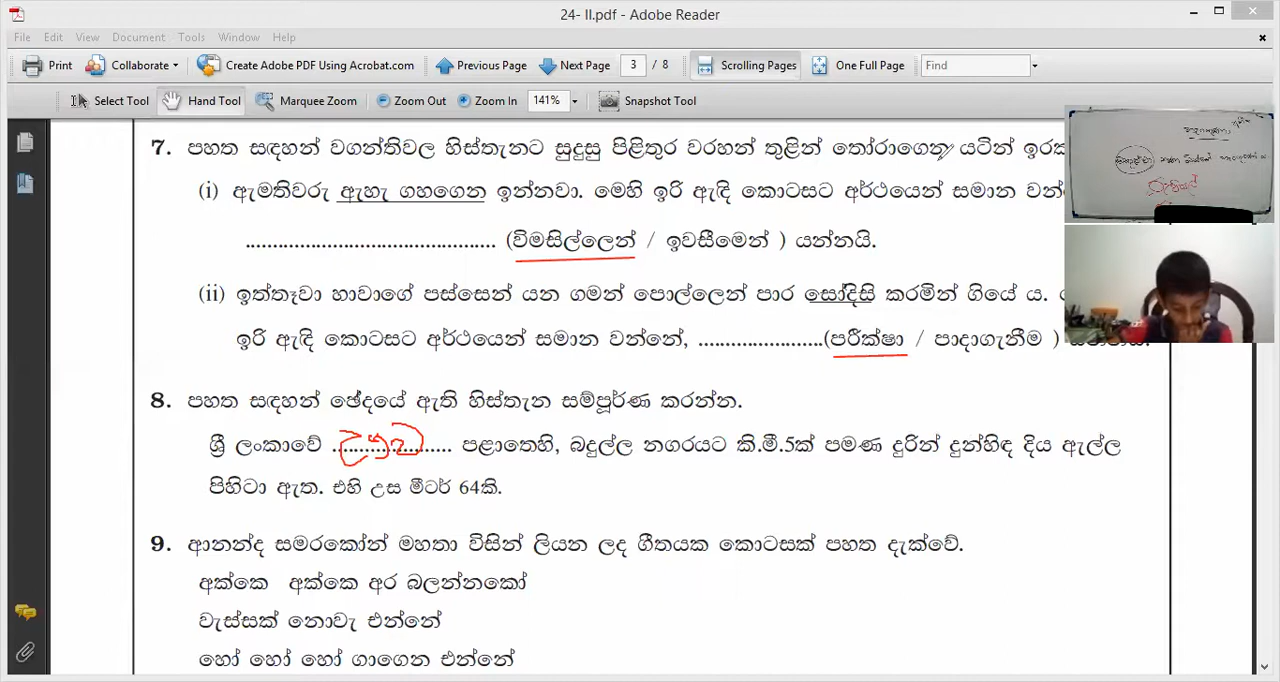 24- II.pdf - Adobe Reader
File Edit View Document Tools Window Help
Print Collaborate Create Adobe PDF Using Acrobat.com Previous Page Next Page 3 / 8 Scrolling Pages One Full Page Find
Select Tool Hand Tool Marquee Zoom Zoom Out Zoom In 141% Snapshot Tool
7. පහත සඳහන් වගන්තිවල හිස්තැනට සුදුසු පිළිතුර වරහන් තුළින් තෝරාගෙන යටින් ඉරක්
(i) ඇමතිවරු ඇහැ ගහගෙන ඉන්නවා. මෙහි ඉරි ඇඳි කොටසට අර්ථයෙන් සමාන
.............................................. (විමසිල්ලෙන් / ඉවසීමෙන් ) යන්නයි.
(ii) ඉත්තෑවා හාවාගේ පස්සෙන් යන ගමන් පොල්ලෙන් පාර සෝදිසි කරමින් ගියේ ය.
ඉරි ඇඳි කොටසට අර්ථයෙන් සමාන වන්නේ, .......................(පරීක්ෂා / පාදාගැනීම )
8. පහත සඳහන් ඡේදයේ ඇති හිස්තැන සම්පූර්ණ කරන්න.
ශ්‍රී ලංකාවේ ...................... පළාතෙහි, බදුල්ල නගරයට කි.මී.5ක් පමණ දුරින් දුන්හිඳ දිය ඇල්ල
පිහිටා ඇත. එහි උස මීටර් 64කි.
9. ආනන්ද සමරකෝන් මහතා විසින් ලියන ලද ගීතයක කොටසක් පහත දැක්වේ.
අක්කෙ අක්කෙ අර බලන්නකෝ
වැස්සක් නොවැ එන්නේ
හෝ හෝ හෝ ගාගෙන එන්නේ